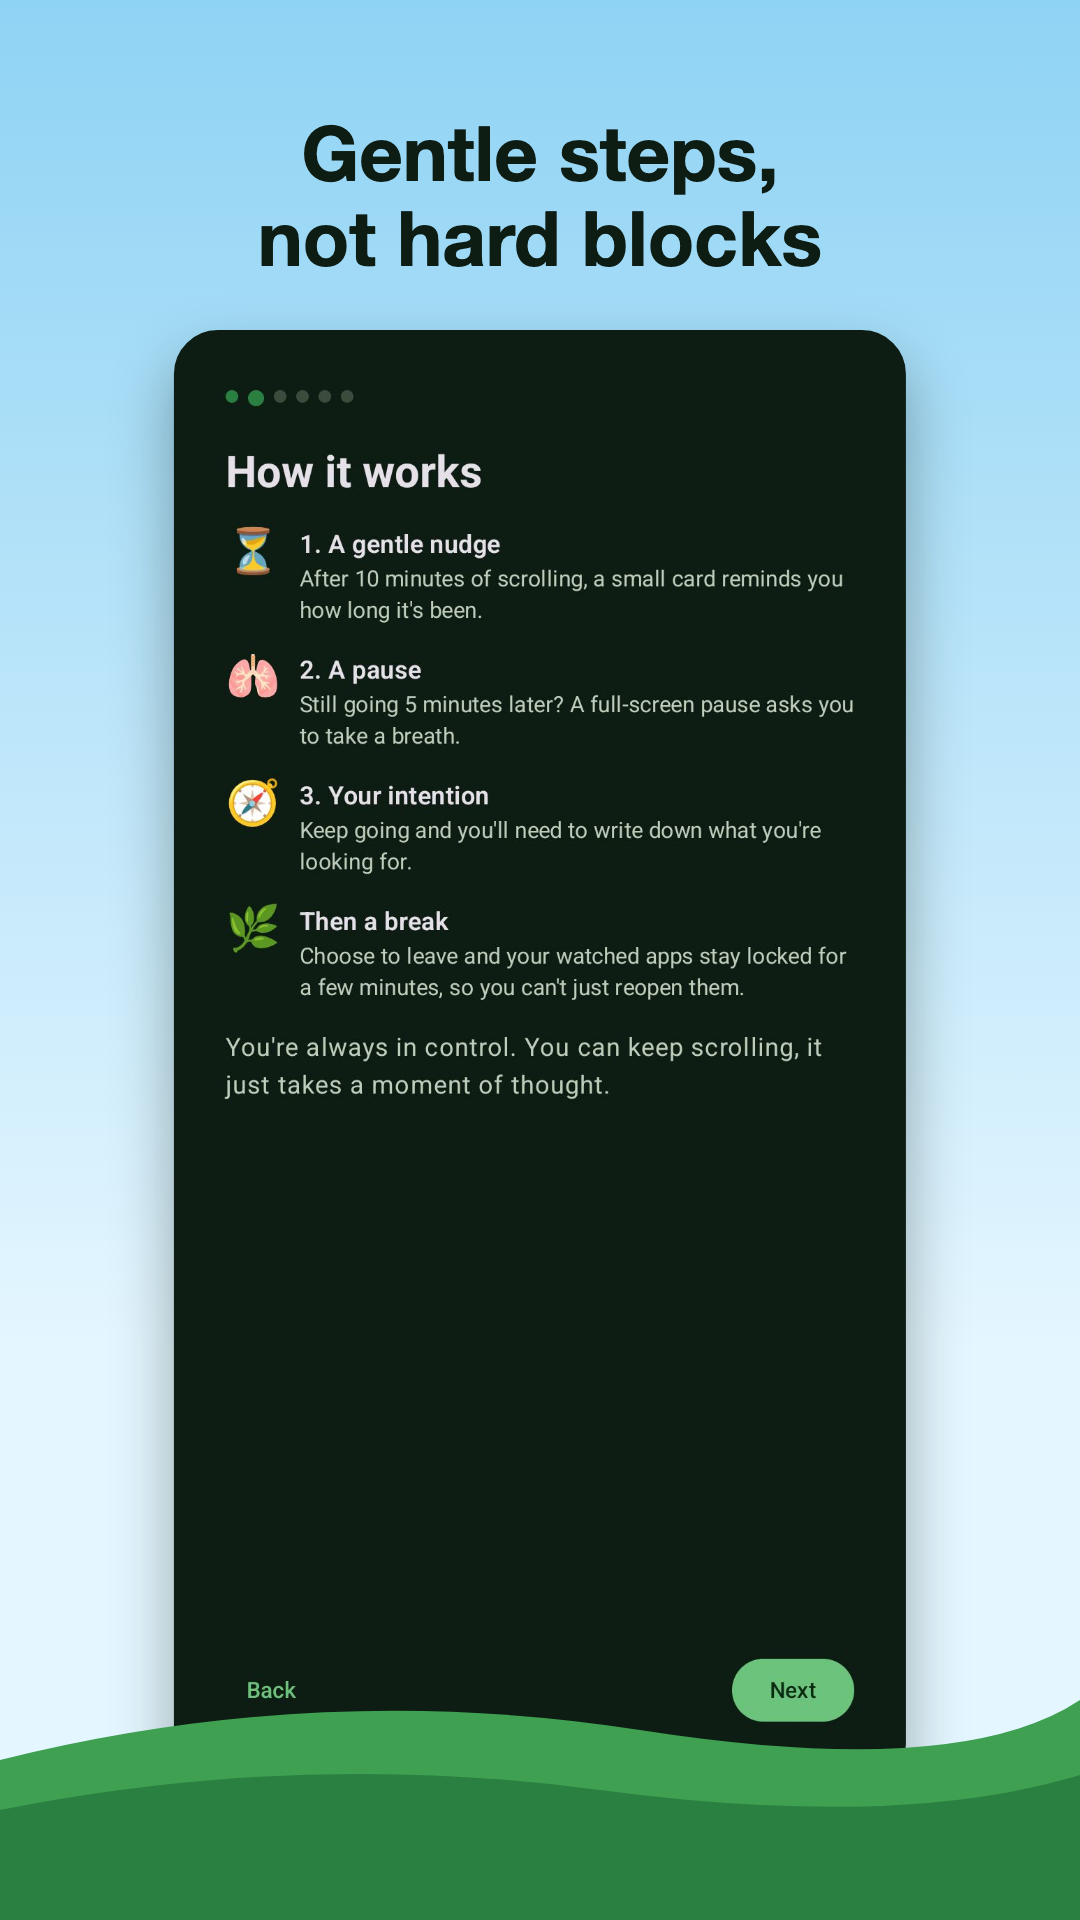 Gentle steps,
not hard blocks
How it works
1. A gentle nudge
After 10 minutes of scrolling, a small card reminds you
how long it's been.
2. A pause
Still going 5 minutes later? A full-screen pause asks you
to take a breath.
3. Your intention
Keep going and you'll need to write down what you're
looking for.
Then a break
Choose to leave and your watched apps stay locked for
a few minutes, so you can't just reopen them.
You're always in control. You can keep scrolling, it
just takes a moment of thought.
Back
Next